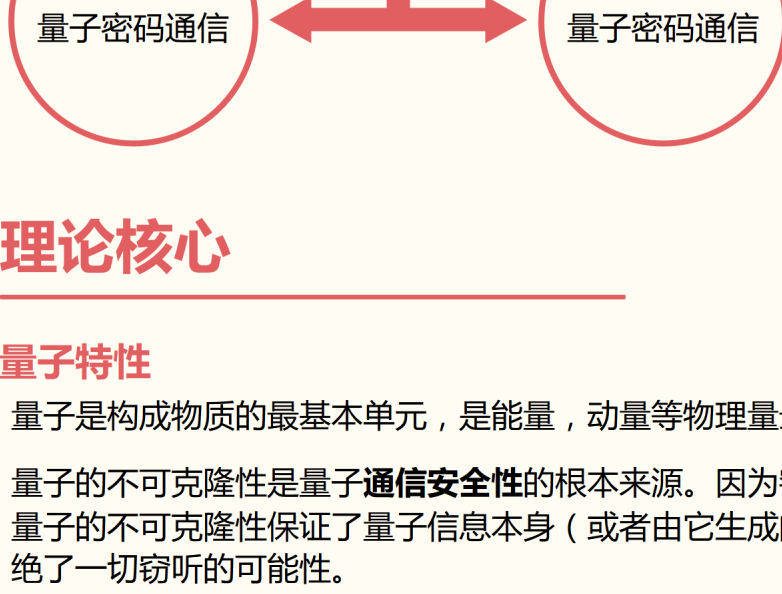 量子密码通信 量子密码通信
理论核心
量子特性
量子是构成物质的最基本单元，是能量，动量等物理量
量子的不可克隆性是量子通信安全性的根本来源。因为
量子的不可克隆性保证了量子信息本身（或者由它生成
绝了一切窃听的可能性。